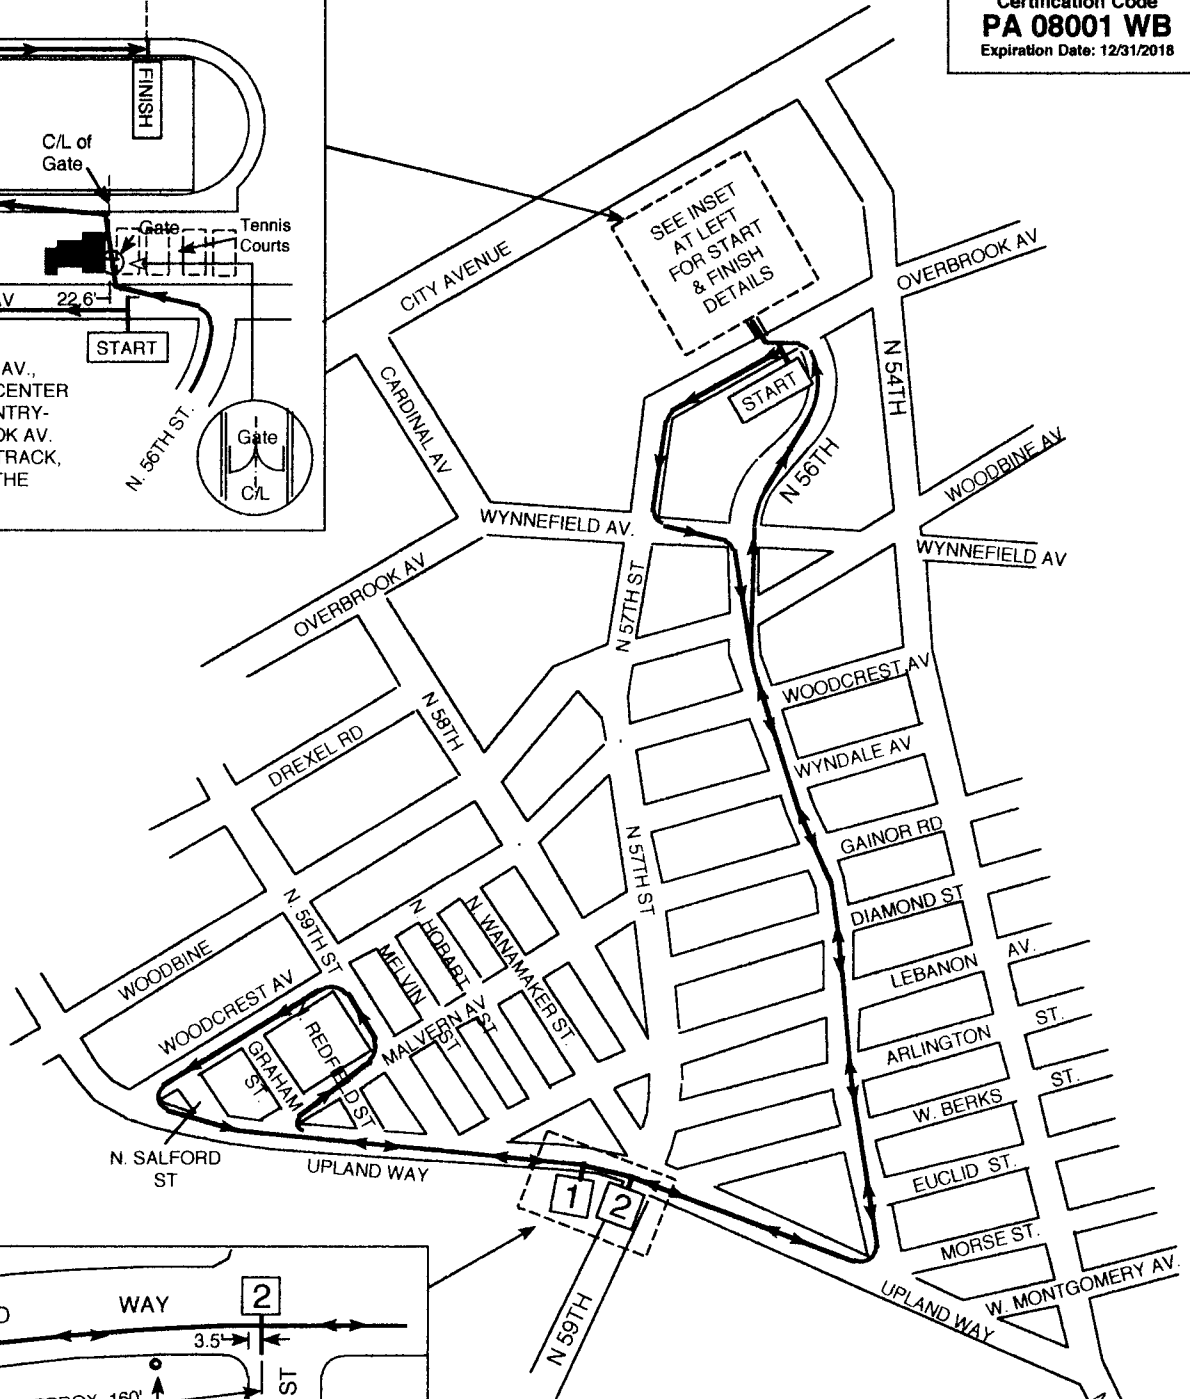 Certification Code
PA 08001 WB
Expiration Date: 12/31/2018
FINISH
C/L of
Gate
Gate
Tennis
Courts
22.6'
START
N. 56TH ST.
AV.,
CENTER
OK AV.
TRACK,
THE
Gate
C/L
SEE INSET
AT LEFT
FOR START
& FINISH
DETAILS
CITY AVENUE
OVERBROOK AV
N 54TH
START
CARDINAL AV
N 56TH
WOODBINE AV
WYNNEFIELD AV.
WYNNEFIELD AV
OVERBROOK AV
N 57TH ST
WOODCREST AV
N 58TH
DREXEL RD
WYNDALE AV
GAINOR RD
N 57TH ST
DIAMOND ST
N. 59TH ST
N. HOBART
ST
N. WANAMAKER ST.
MELVIN
ST
WOODBINE
LEBANON AV.
WOODCREST AV
MALVERN AV
N. REDFIELD ST
GRAHAM
ST.
ARLINGTON ST.
W. BERKS ST.
N. SALFORD
ST
UPLAND WAY
EUCLID ST.
1
2
MORSE ST.
W. MONTGOMERY AV.
UPLAND WAY
N 59TH
WAY
2
3.5'
160'
ST